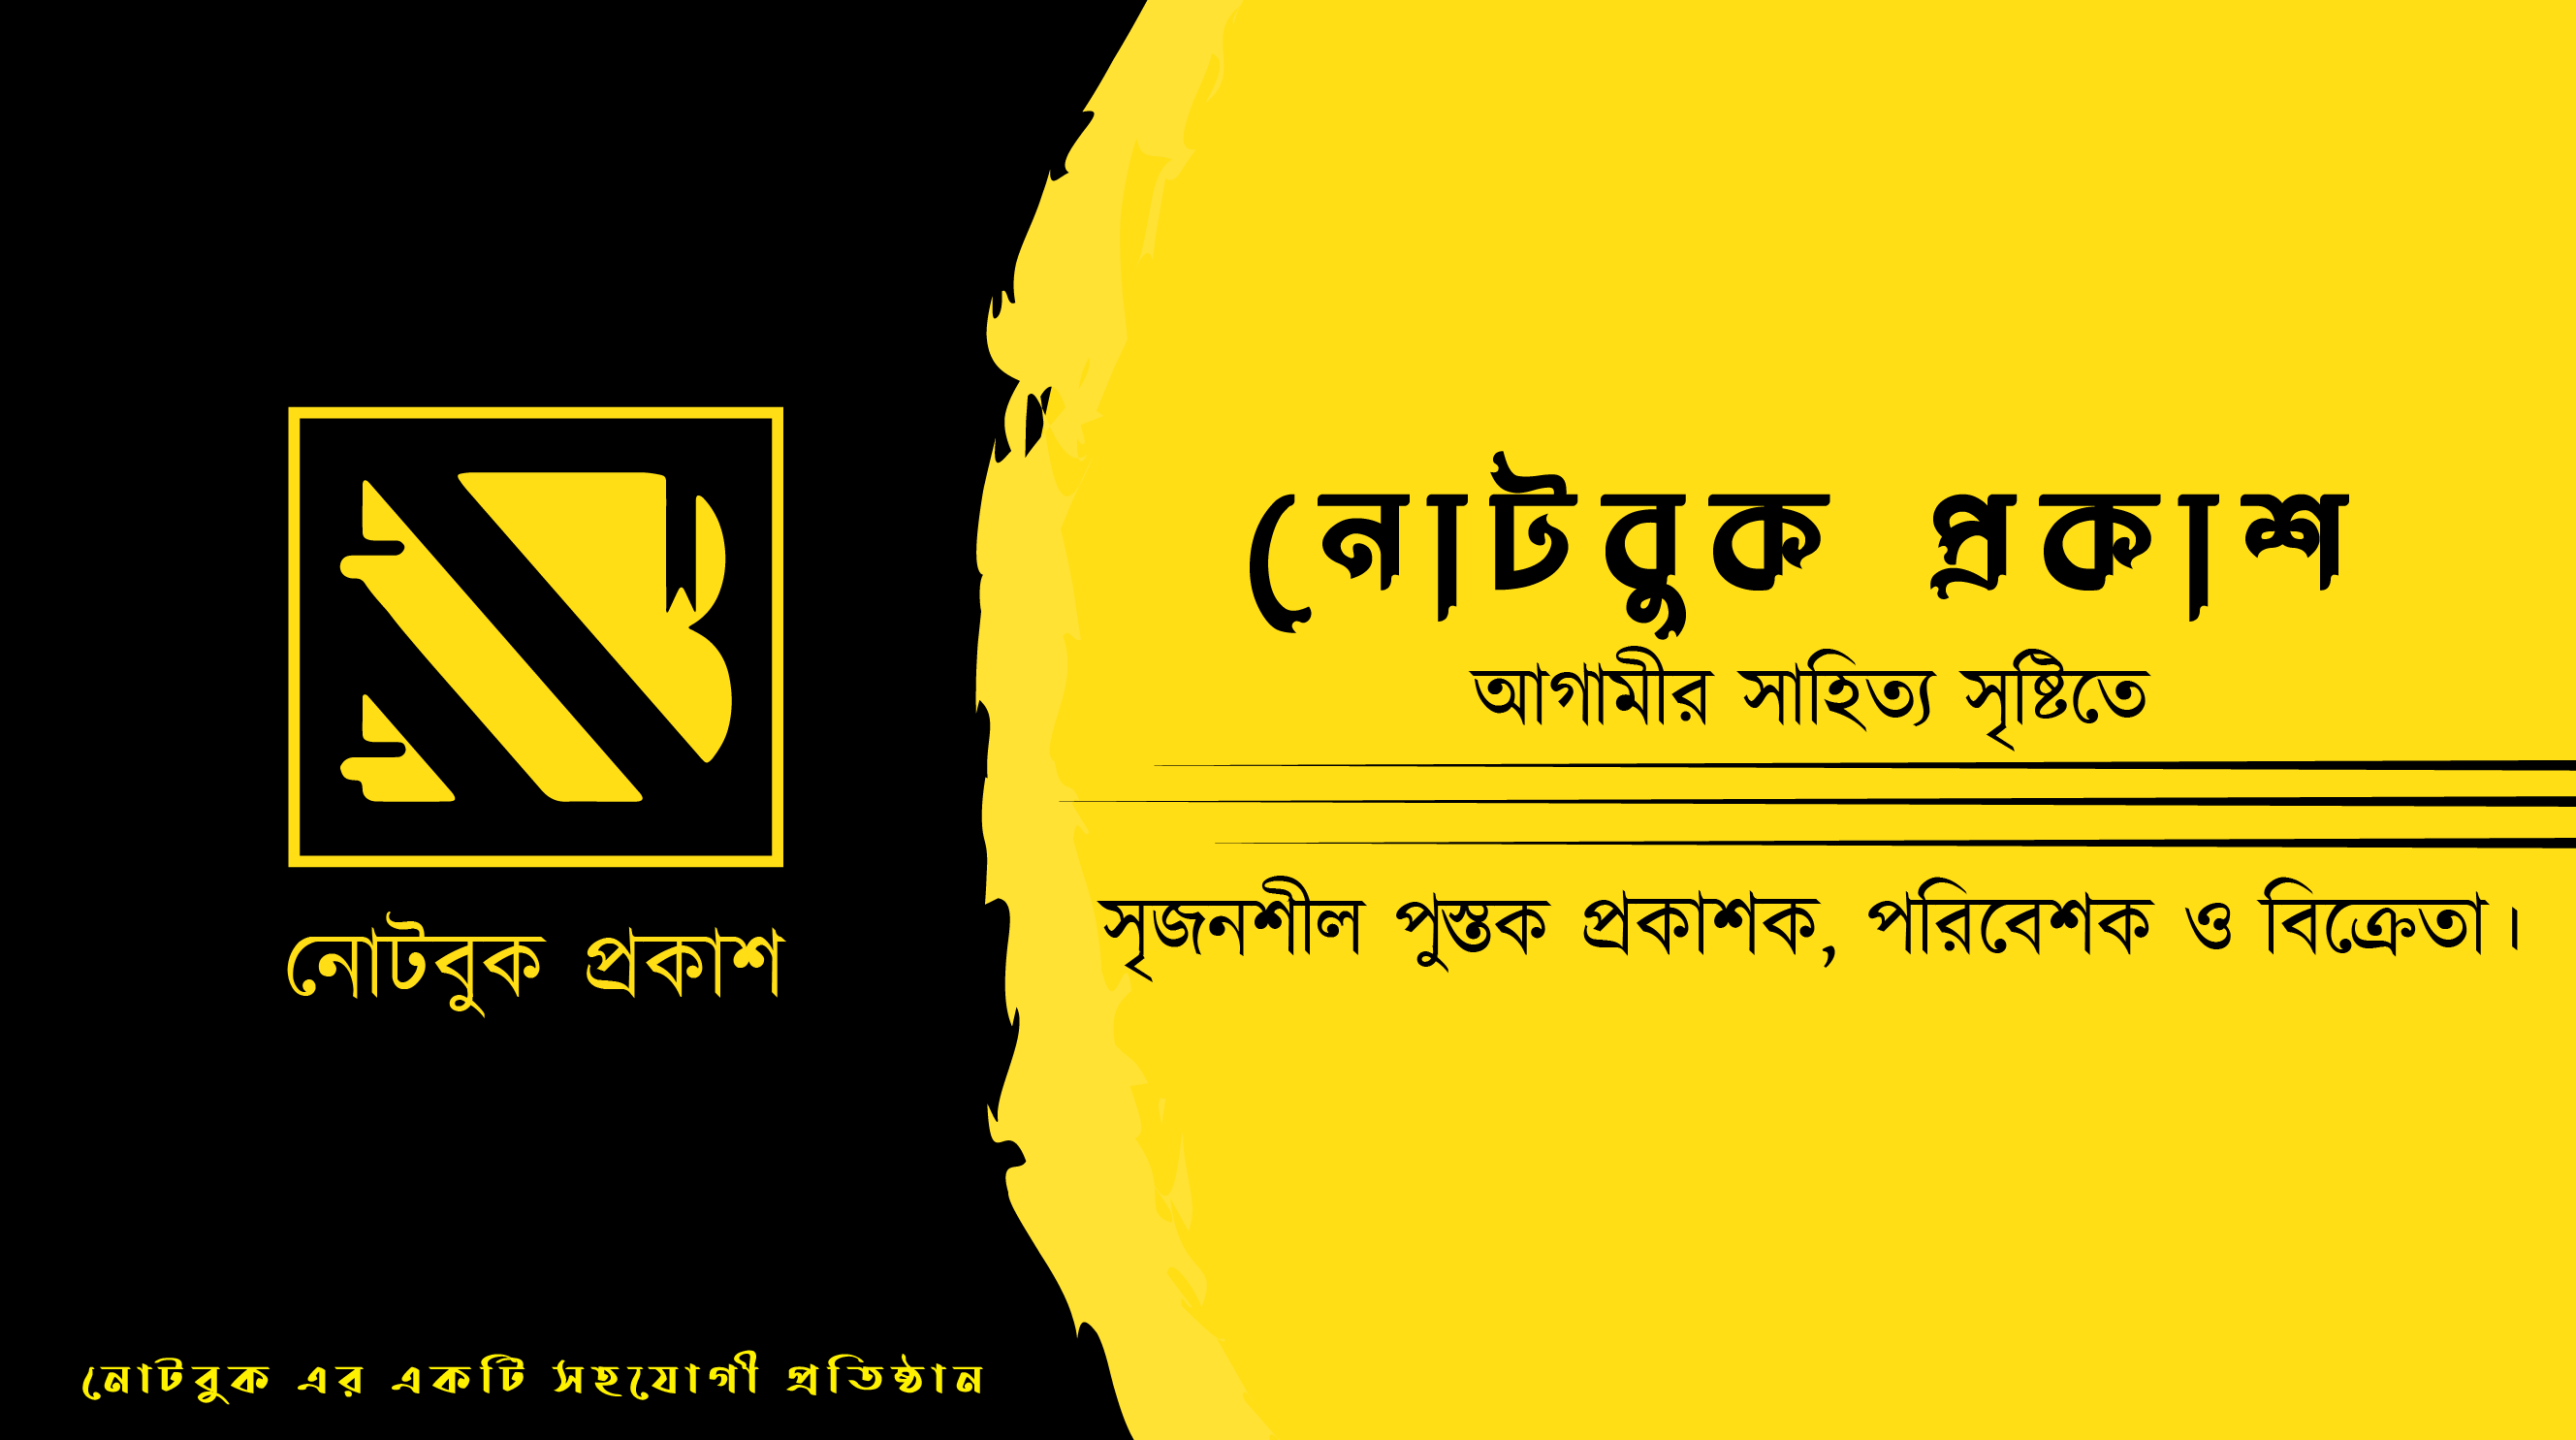 নোটবুক প্রকাশ
নোটবুক এর একটি সহযোগী প্রতিষ্ঠান
নোটবুক প্রকাশ
আগামীর সাহিত্য সৃষ্টিতে
সৃজনশীল পুস্তক প্রকাশক, পরিবেশক ও বিক্রেতা।